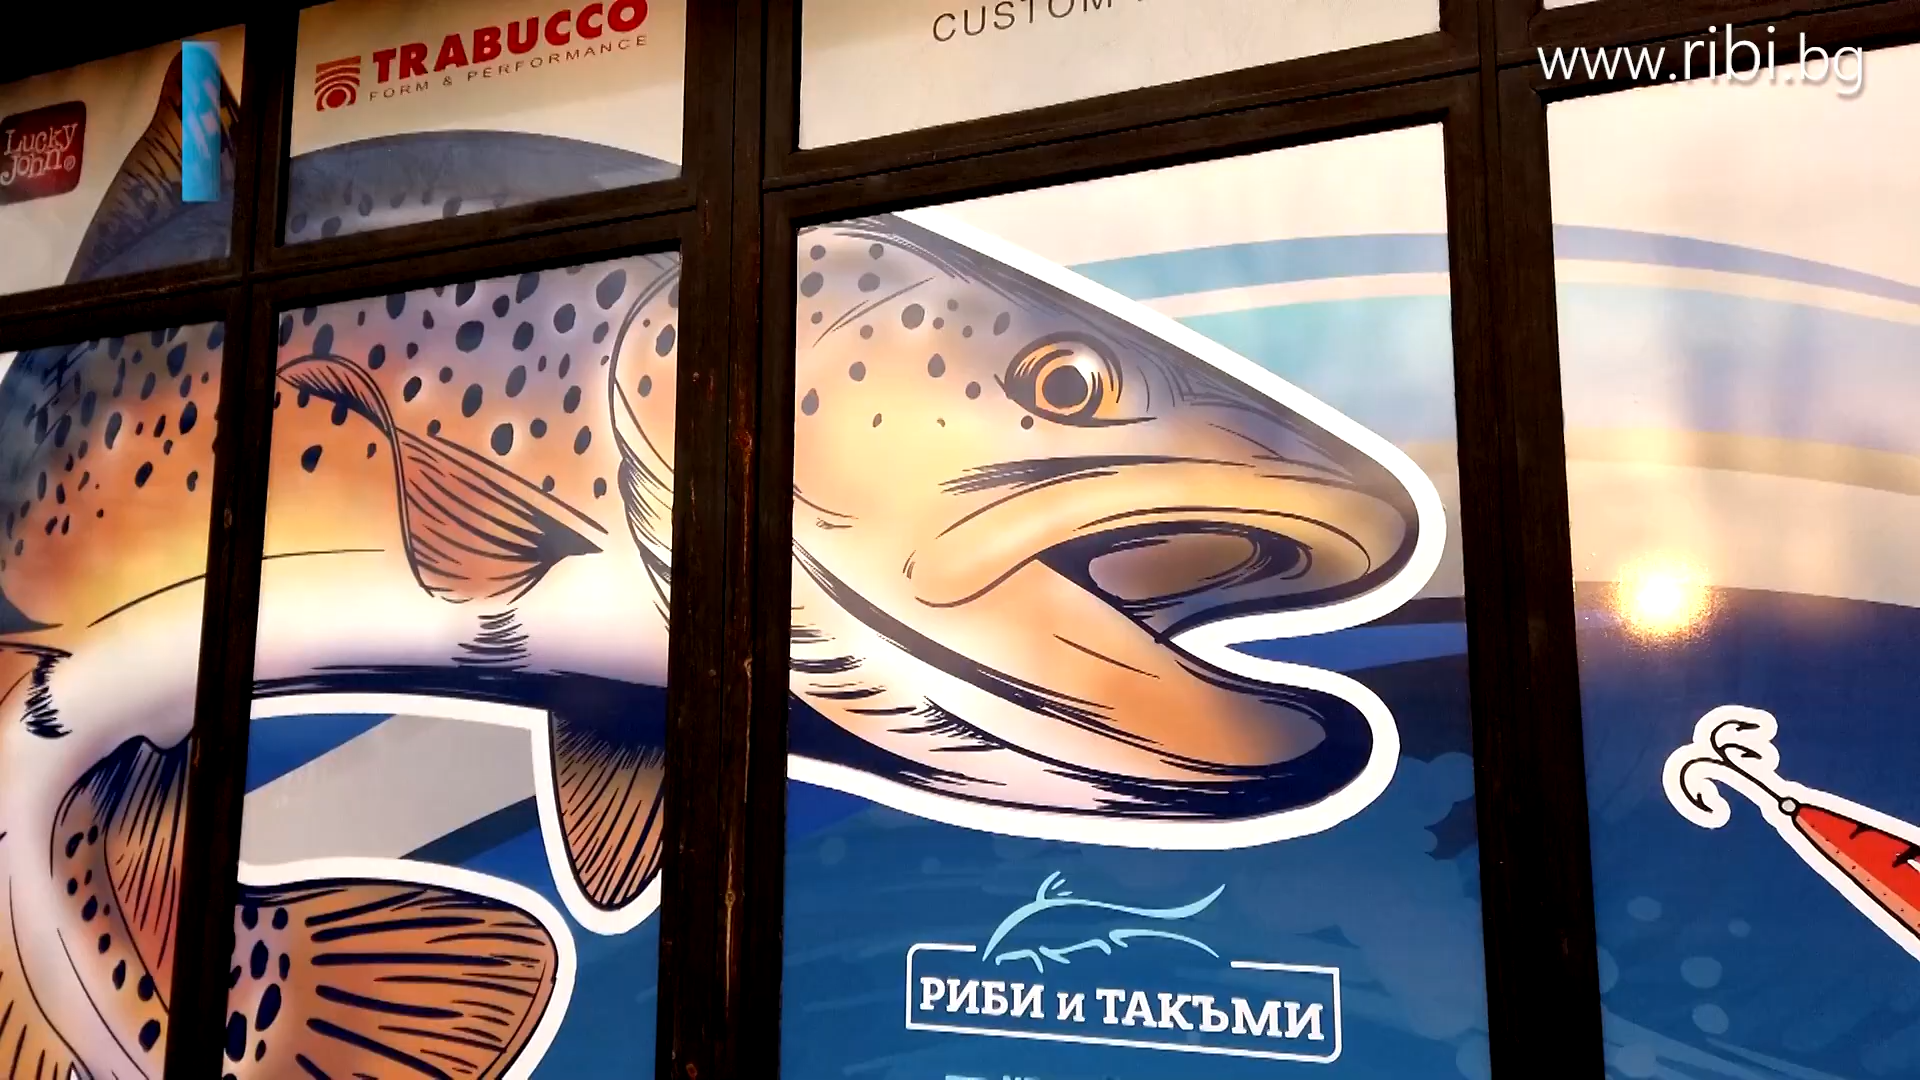 TRABUCCO
FORM & PERFORMANCE
CUSTOM
www.ribi.bg
Lucky
John®
РИБИ и ТАКЪМИ